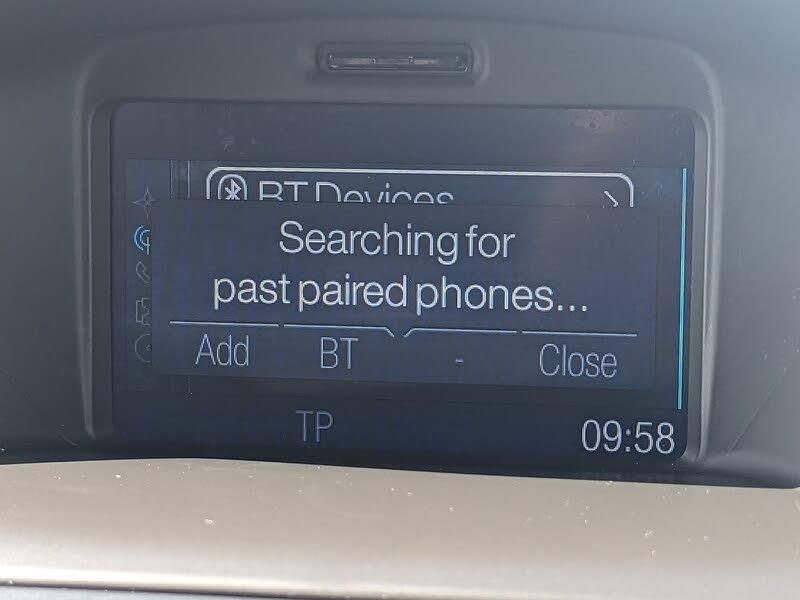 BT Devices
Searching for
past paired phones...
Add BT - Close
TP 09:58